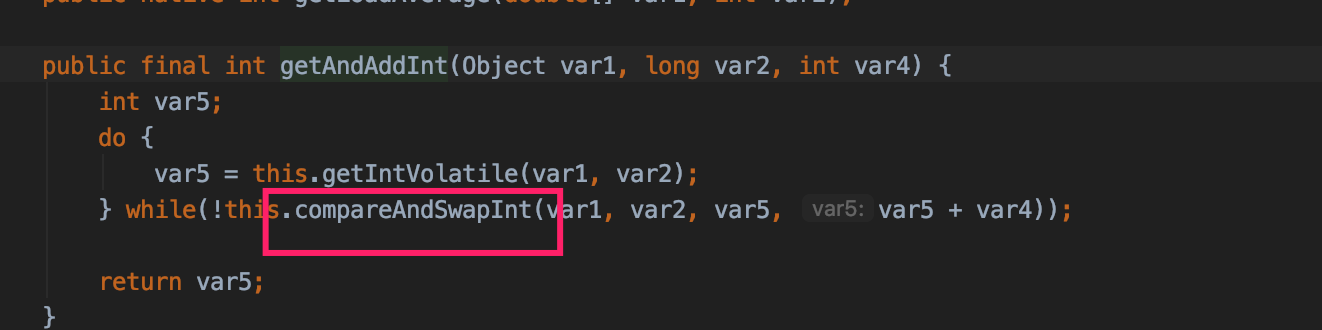 public native int getLoadAverage(double[] var1, int var2);
public final int getAndAddInt(Object var1, long var2, int var4) {
int var5;
do {
var5 = this.getIntVolatile(var1, var2);
} while(!this.compareAndSwapInt(var1, var2, var5, var5: var5 + var4));
return var5;
}